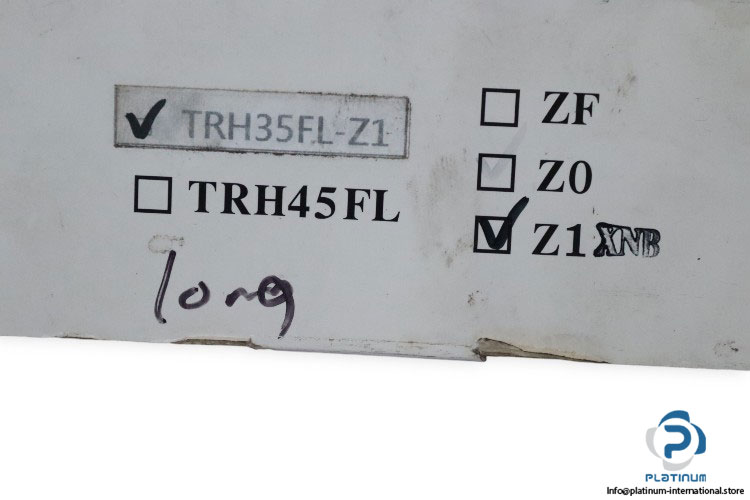 TRH35FL-Z1
TRH45FL
long
ZF
Z0
Z1 XNB
PLATINUM
Info@platinum-international.store